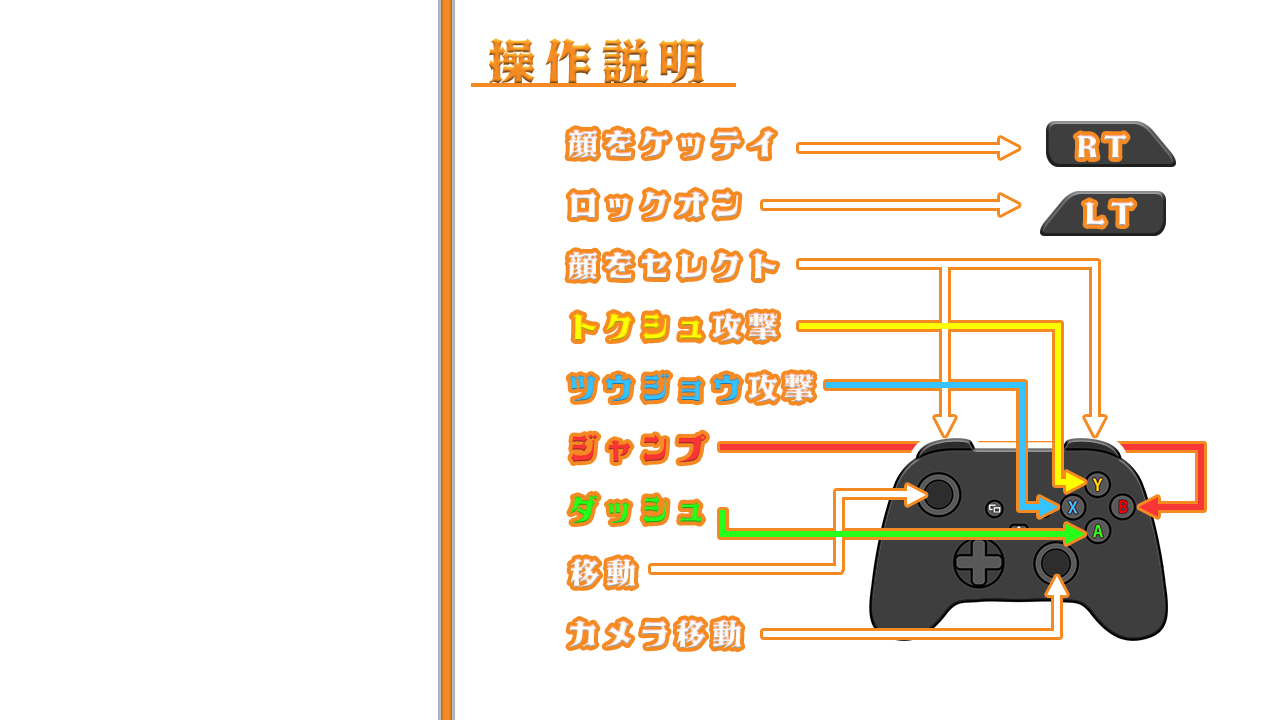 操作説明
顔をケッテイ RT
ロックオン LT
顔をセレクト
トクシュ攻撃
ツウジョウ攻撃
ジャンプ
ダッシュ
移動
カメラ移動
Y
X B
A